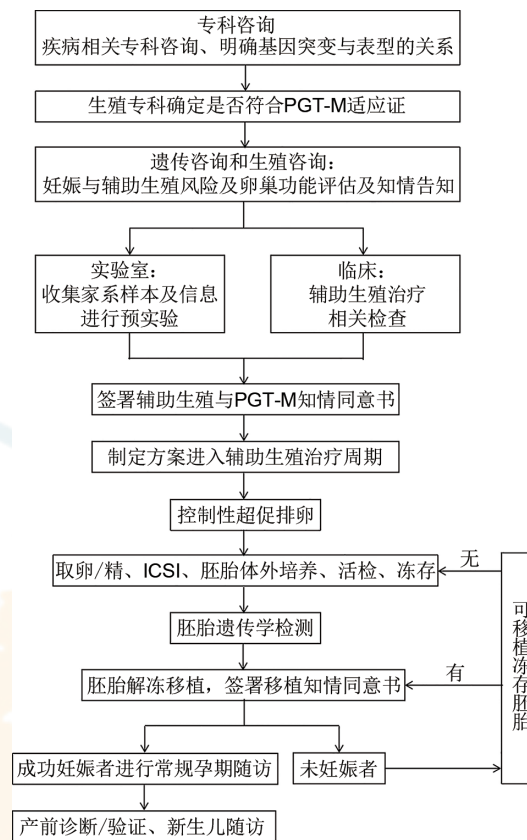 专科咨询
疾病相关专科咨询、明确基因突变与表型的关系
生殖专科确定是否符合PGT-M适应证
遗传咨询和生殖咨询：
妊娠与辅助生殖风险及卵巢功能评估及知情告知
实验室：
收集家系样本及信息
进行预实验
临床：
辅助生殖治疗
相关检查
签署辅助生殖与PGT-M知情同意书
制定方案进入辅助生殖治疗周期
控制性超促排卵
取卵/精、ICSI、胚胎体外培养、活检、冻存
无
胚胎遗传学检测
可移植冻存胚胎
胚胎解冻移植，签署移植知情同意书
有
成功妊娠者进行常规孕期随访
未妊娠者
产前诊断/验证、新生儿随访